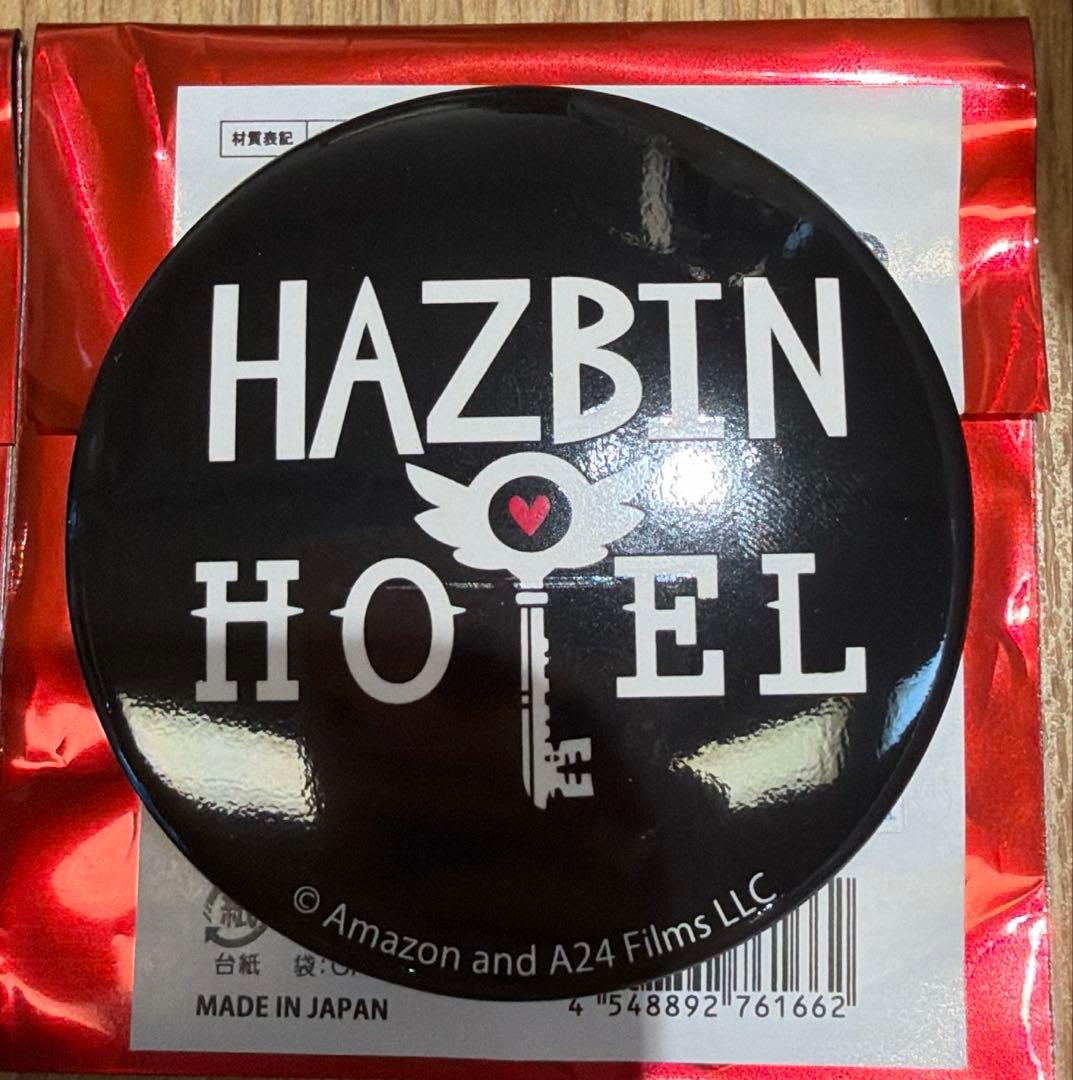 材質表記
HAZBIN
HOTEL
© Amazon and A24 Films LLC
台紙 袋:
MADE IN JAPAN
4 548892 761662